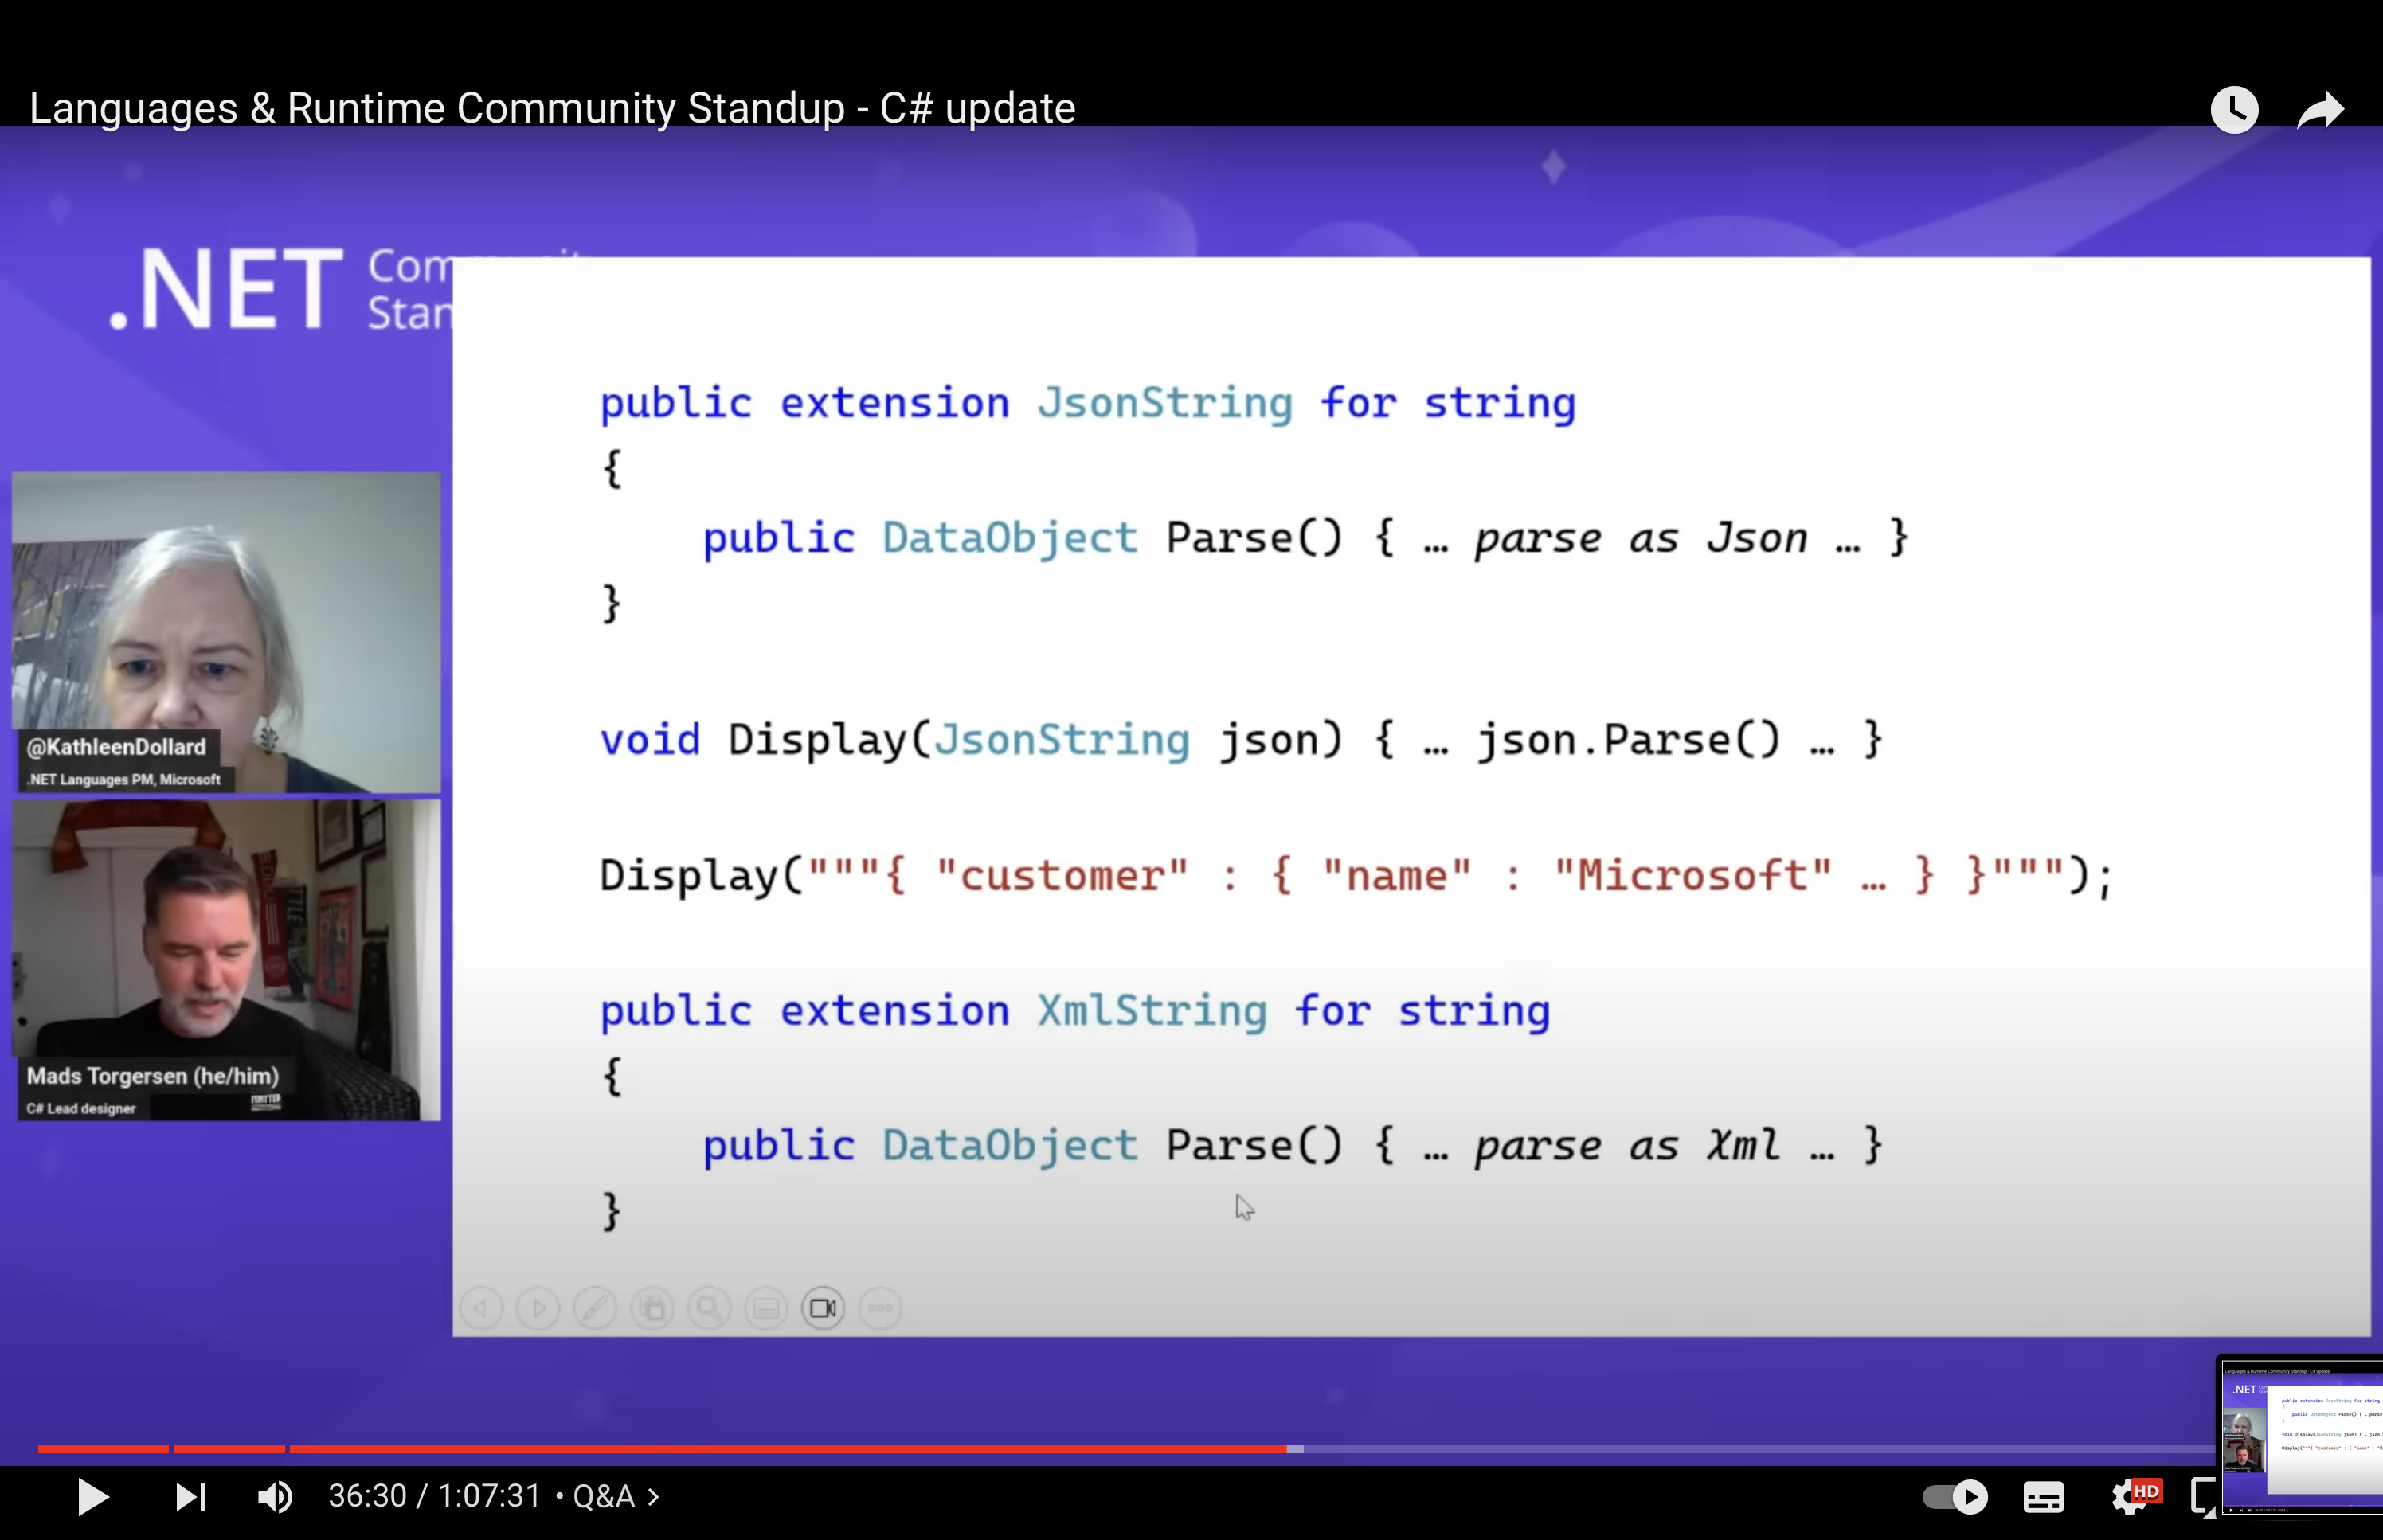 Languages & Runtime Community Standup - C# update
.NET
Com
Stan
public extension JsonString for string
{
public DataObject Parse() { … parse as Json … }
}
void Display(JsonString json) { … json.Parse() … }
Display("""{ "customer" : { "name" : "Microsoft" … } }""");
public extension XmlString for string
{
public DataObject Parse() { … parse as Xml … }
}
@KathleenDollard
.NET Languages PM, Microsoft
Mads Torgersen (he/him)
C# Lead designer
36:30 / 1:07:31 • Q&A >
HD